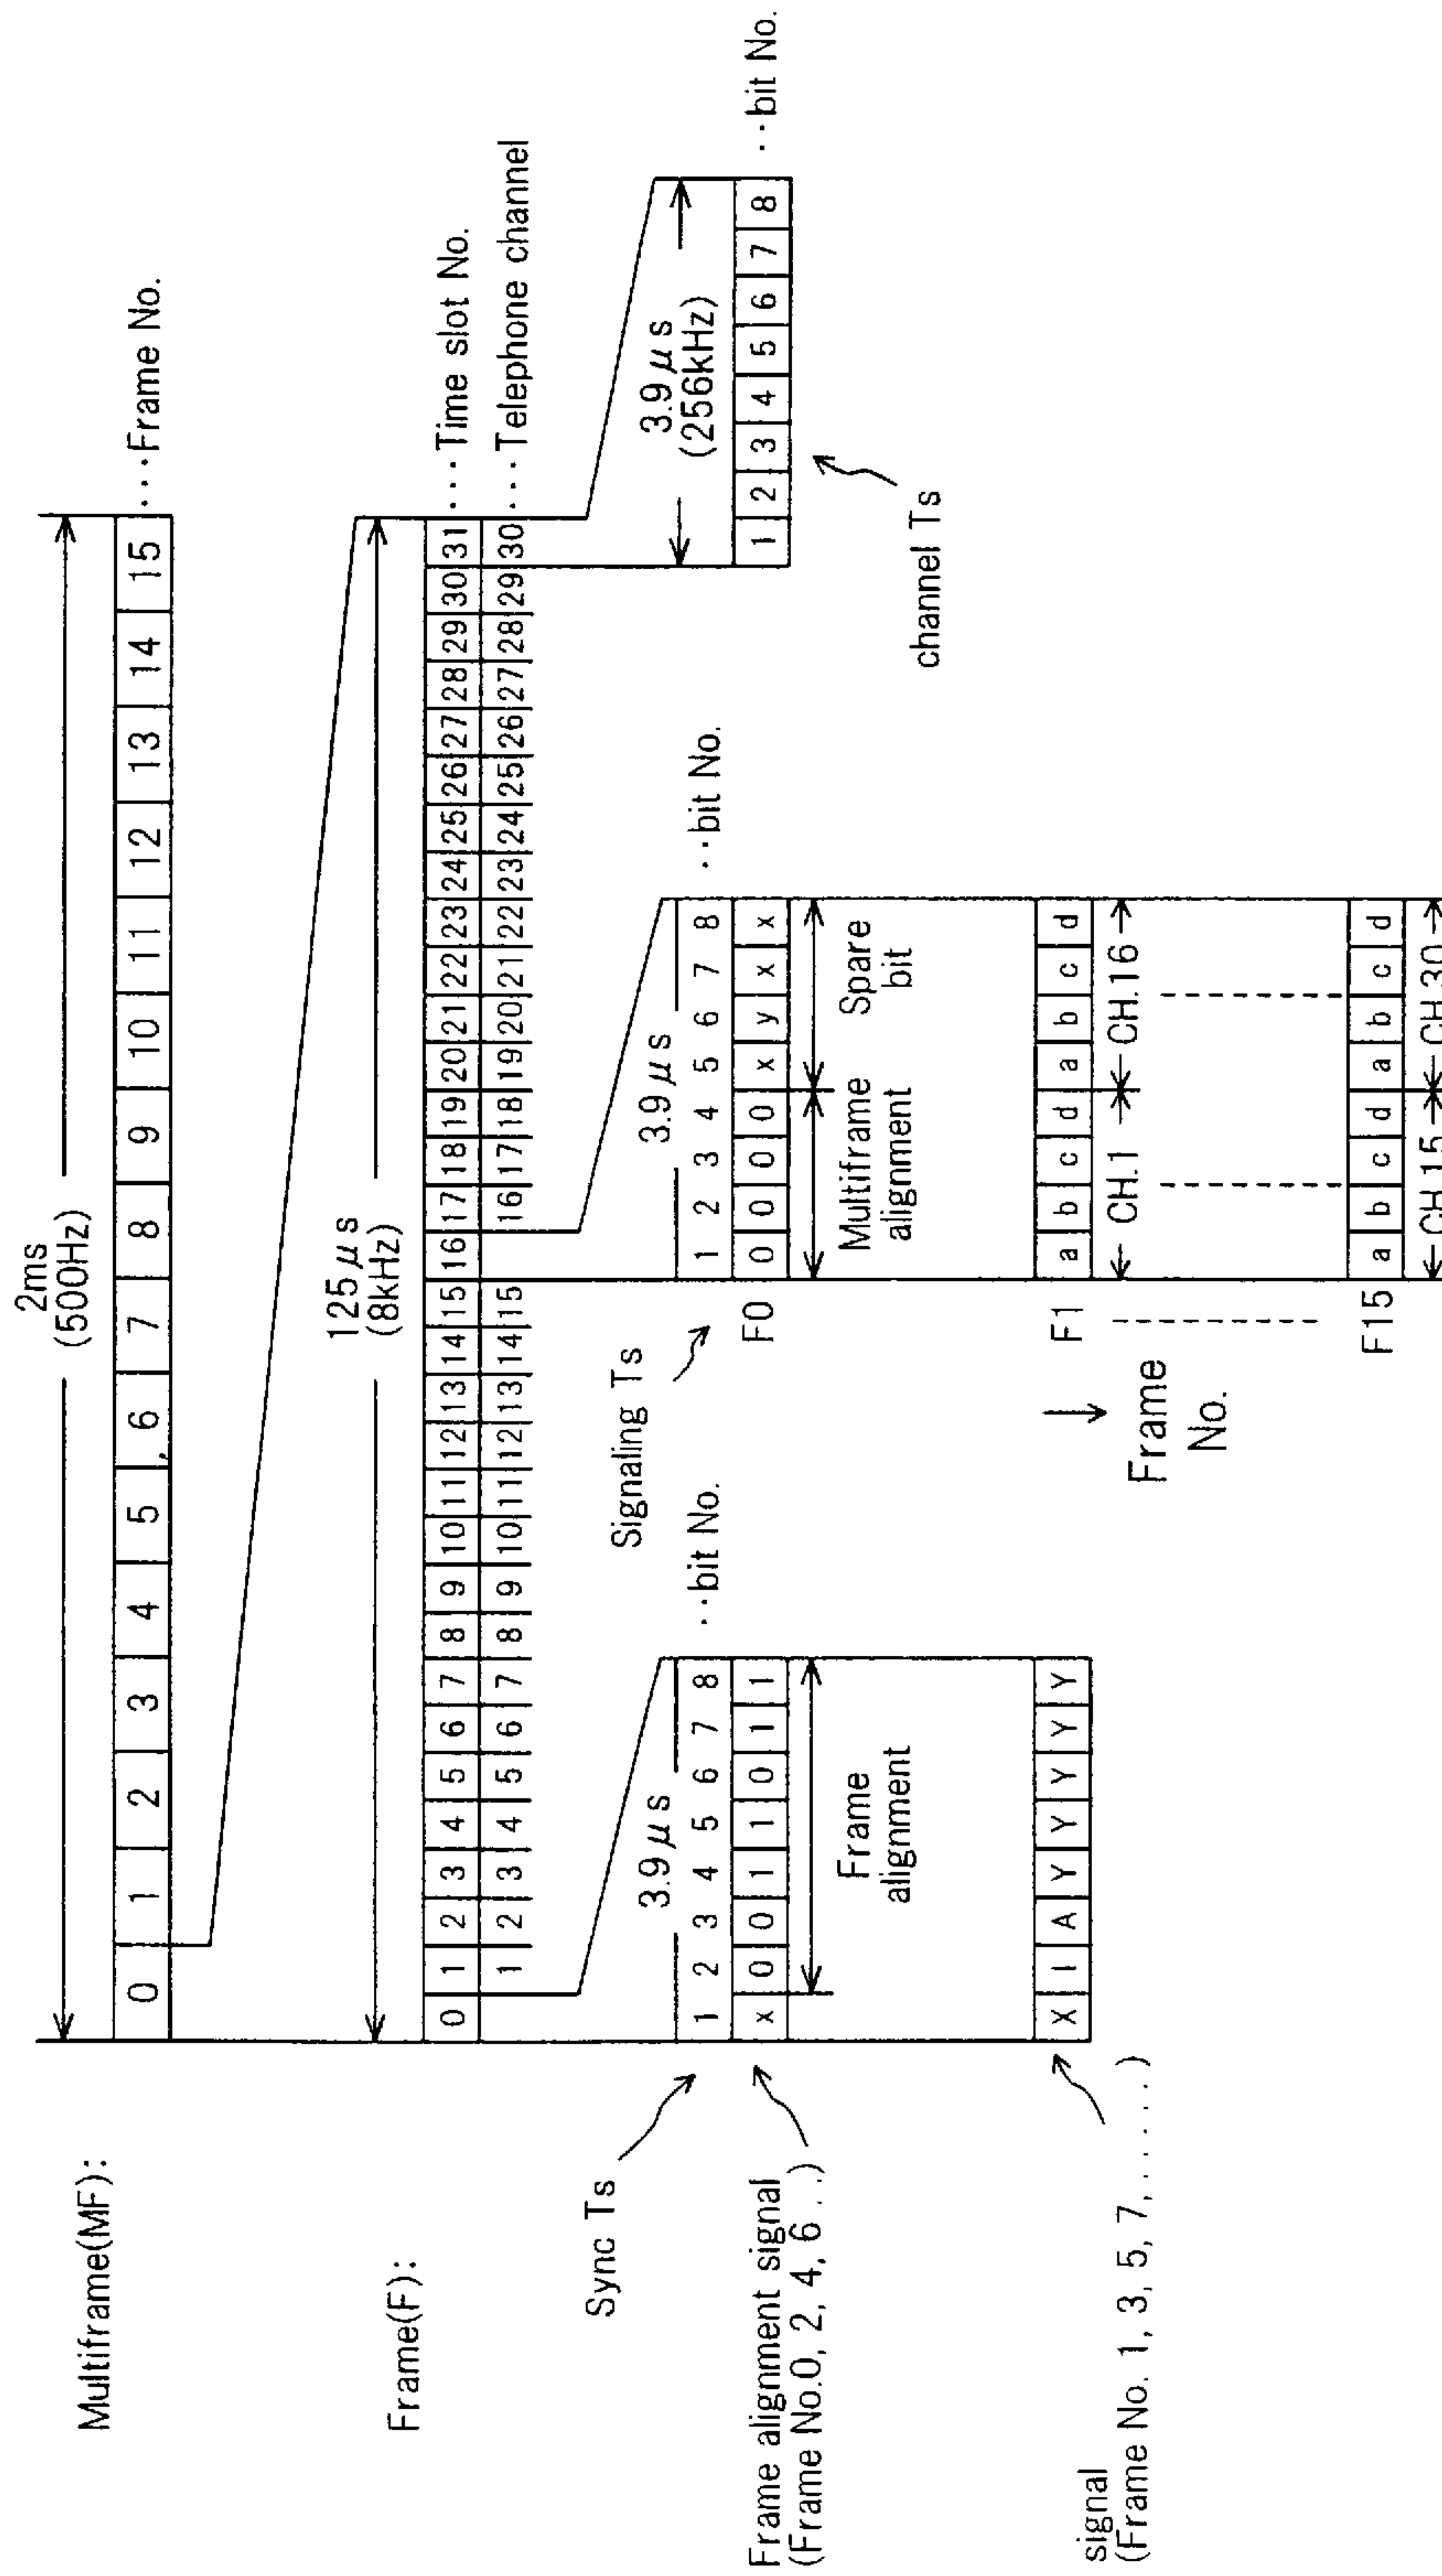 2ms
(500Hz)
Multiframe(MF):
0 1 2 3 4 5 6 7 8 9 10 11 12 13 14 15 ···Frame No.
125μs
(8kHz)
Frame(F):
0 1 2 3 4 5 6 7 8 9 10 11 12 13 14 15 16 17 18 19 20 21 22 23 24 25 26 27 28 29 30 31 ···Time slot No.
1 2 3 4 5 6 7 8 9 10 11 12 13 14 15 16 17 18 19 20 21 22 23 24 25 26 27 28 29 30 ···Telephone channel
Sync Ts
3.9μs
1 2 3 4 5 6 7 8 ··bit No.
Frame alignment signal
(Frame No.0, 2, 4, 6 ··)
x 0 0 1 1 0 1 1
Frame
alignment
signal
(Frame No. 1, 3, 5, 7, ······)
X I A Y Y Y Y Y
Signaling Ts
3.9μs
1 2 3 4 5 6 7 8 ··bit No.
F0 0 0 0 0 x y x x
Multiframe
alignment
Spare
bit
Frame
No.
F1 a b c d a b c d
CH.1 CH.16
F15 a b c d a b c d
CH.15 CH.30
3.9μs
(256kHz)
1 2 3 4 5 6 7 8 ··bit No.
channel Ts